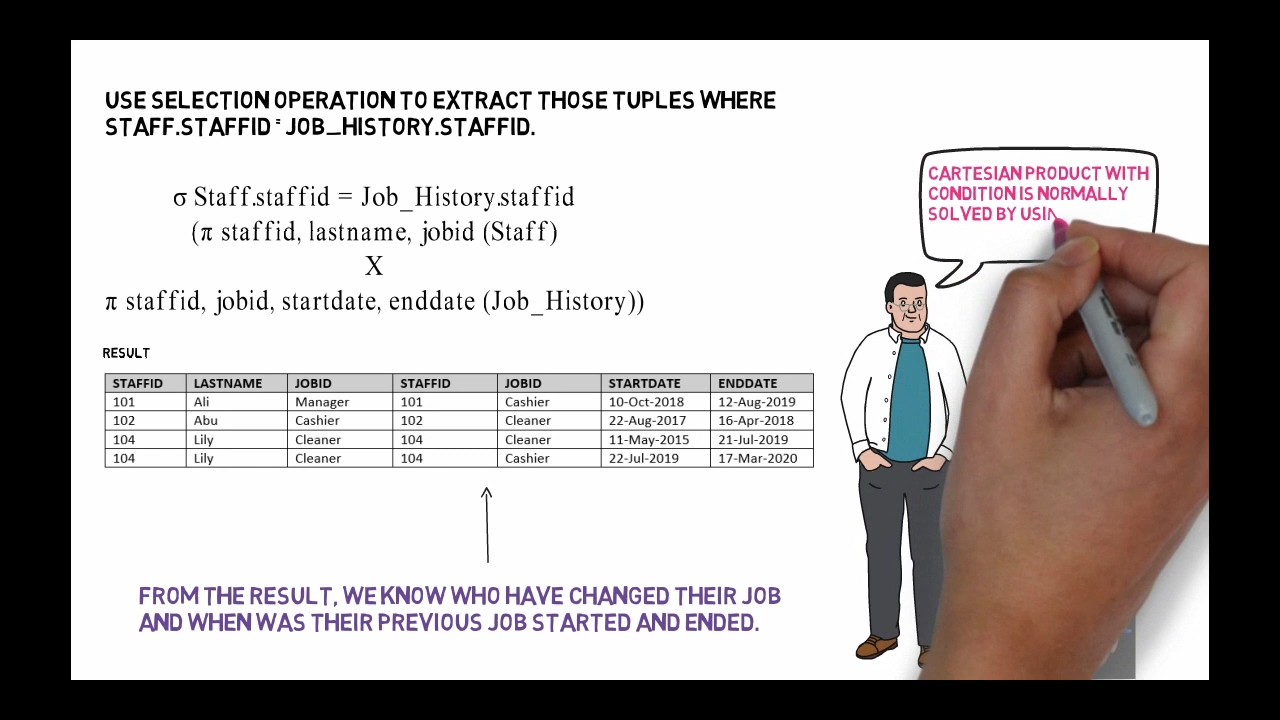 USE SELECTION OPERATION TO EXTRACT THOSE TUPLES WHERE
STAFF.STAFFID = JOB_HISTORY.STAFFID.
σ Staff.staffid = Job_History.staffid
(π staffid, lastname, jobid (Staff)
X
π staffid, jobid, startdate, enddate (Job_History))
RESULT
STAFFID LASTNAME JOBID STAFFID JOBID STARTDATE ENDDATE
101 Ali Manager 101 Cashier 10-Oct-2018 12-Aug-2019
102 Abu Cashier 102 Cleaner 22-Aug-2017 16-Apr-2018
104 Lily Cleaner 104 Cleaner 11-May-2015 21-Jul-2019
104 Lily Cleaner 104 Cashier 22-Jul-2019 17-Mar-2020
FROM THE RESULT, WE KNOW WHO HAVE CHANGED THEIR JOB
AND WHEN WAS THEIR PREVIOUS JOB STARTED AND ENDED.
CARTESIAN PRODUCT WITH
CONDITION IS NORMALLY
SOLVED BY